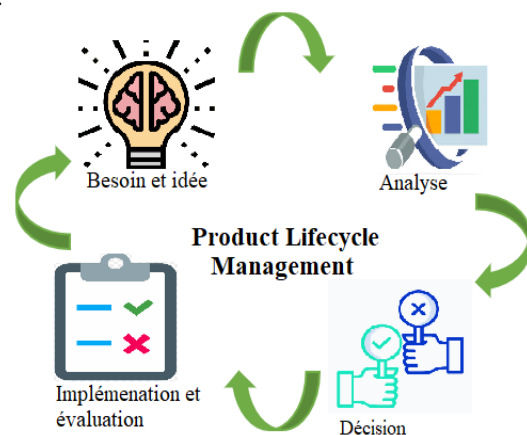 Besoin et idée
Analyse
Product Lifecycle
Management
Implémenation et
évaluation
Décision